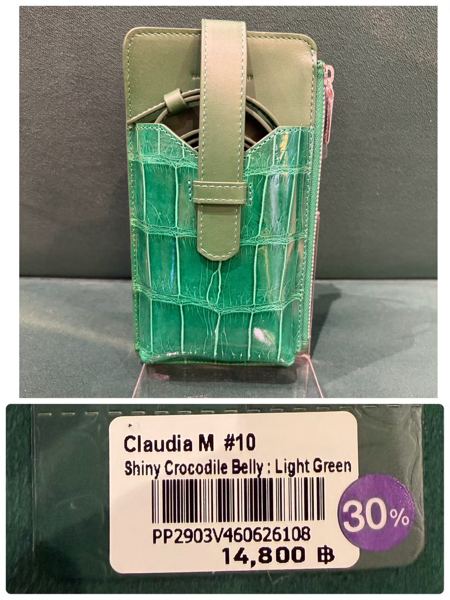 Claudia M #10
Shiny Crocodile Belly : Light Green
PP2903V460626108
14,800 ฿
30%